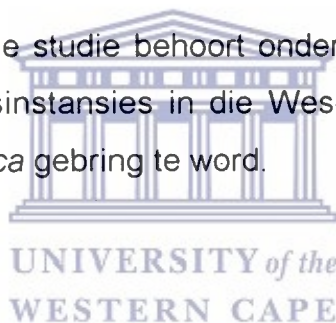 e studie behoort onder
sinstansies in die Wes
ca gebring te word.
UNIVERSITY of the
WESTERN CAPE